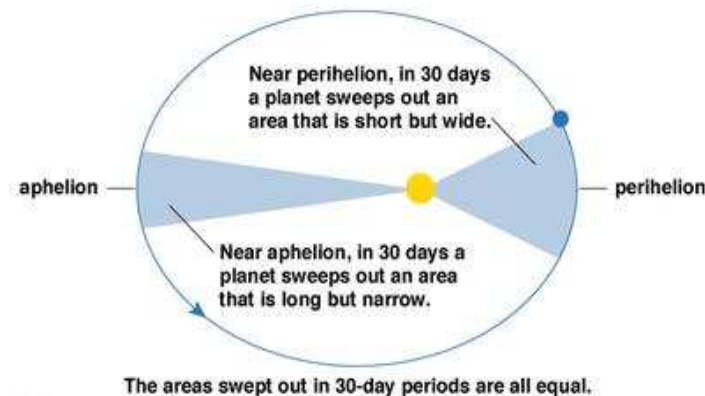 Near perihelion, in 30 days
a planet sweeps out an
area that is short but wide.
aphelion
perihelion
Near aphelion, in 30 days a
planet sweeps out an area
that is long but narrow.
The areas swept out in 30-day periods are all equal.